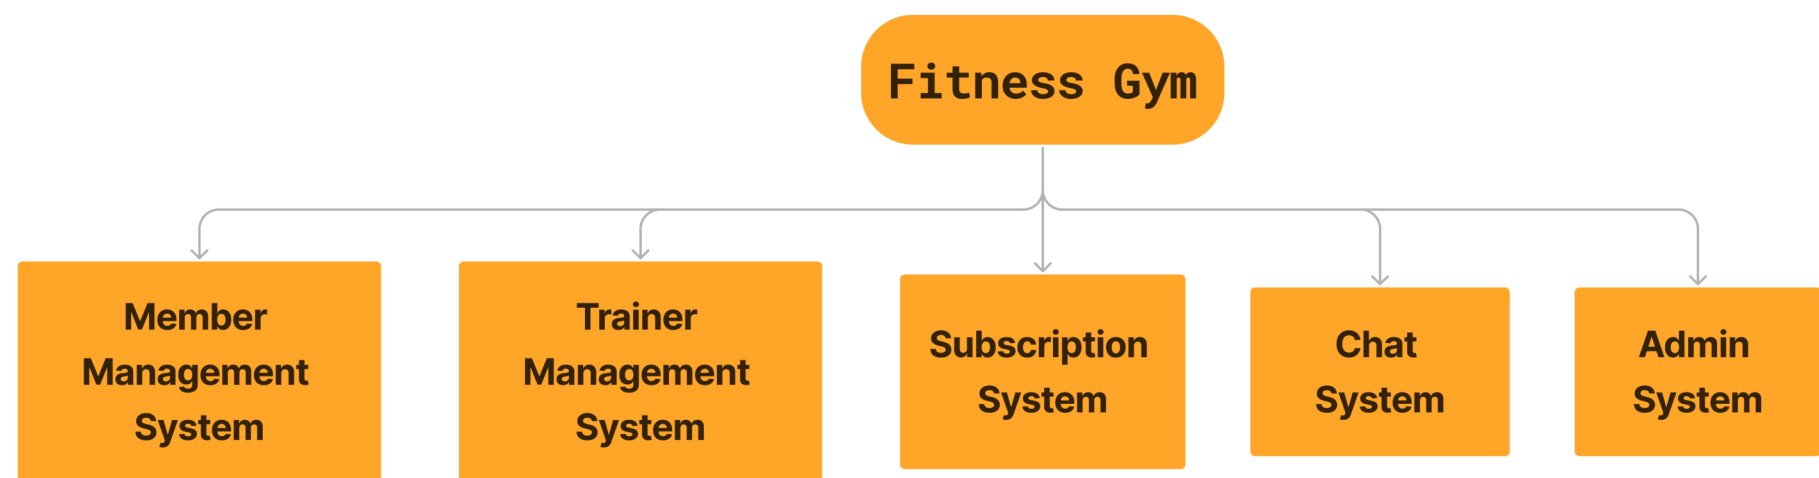 Fitness Gym
Member
Management
System
Trainer
Management
System
Subscription
System
Chat
System
Admin
System